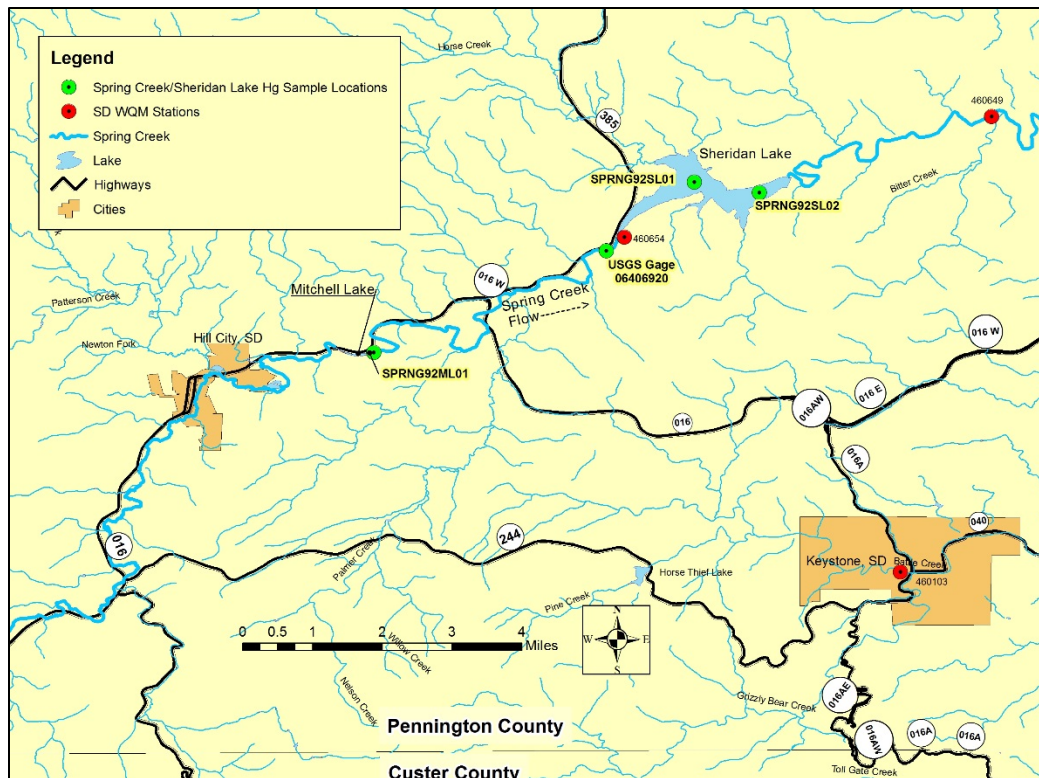 Legend
Spring Creek/Sheridan Lake Hg Sample Locations
SD WQM Stations
Spring Creek
Lake
Highways
Cities
Horse Creek
385
460649
Sheridan Lake
SPRNG92SL01
SPRNG92SL02
Bitter Creek
460654
USGS Gage
06406920
016 W
Mitchell Lake
Spring Creek
Flow------>
Patterson Creek
Newton Fork
Hill City, SD
SPRNG92ML01
016 W
016 E
016AW
016
016A
016
244
Palmer Creek
040
Keystone, SD
Battle Creek
460103
Horse Thief Lake
Pine Creek
N
W E
S
0 0.5 1 2 3 4
Miles
Willow Creek
Nelson Creek
Grizzly Bear Creek
016AE
016AW
016A
016A
Pennington County
Toll Gate Creek
Custer County